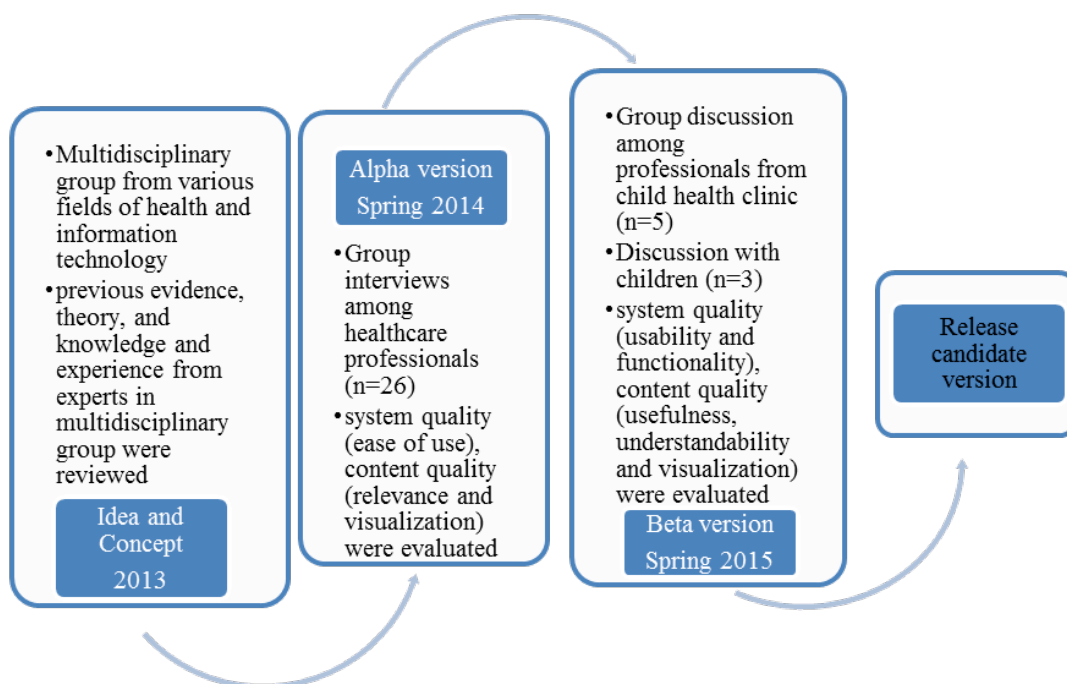 •Multidisciplinary
group from various
fields of health and
information
technology
•previous evidence,
theory, and
knowledge and
experience from
experts in
multidisciplinary
group were
reviewed
Idea and
Concept
2013
Alpha version
Spring 2014
•Group
interviews
among
healthcare
professionals
(n=26)
•system quality
(ease of use),
content quality
(relevance and
visualization)
were evaluated
•Group discussion
among
professionals from
child health clinic
(n=5)
•Discussion with
children (n=3)
•system quality
(usability and
functionality),
content quality
(usefulness,
understandability
and visualization)
were evaluated
Beta version
Spring 2015
Release
candidate
version